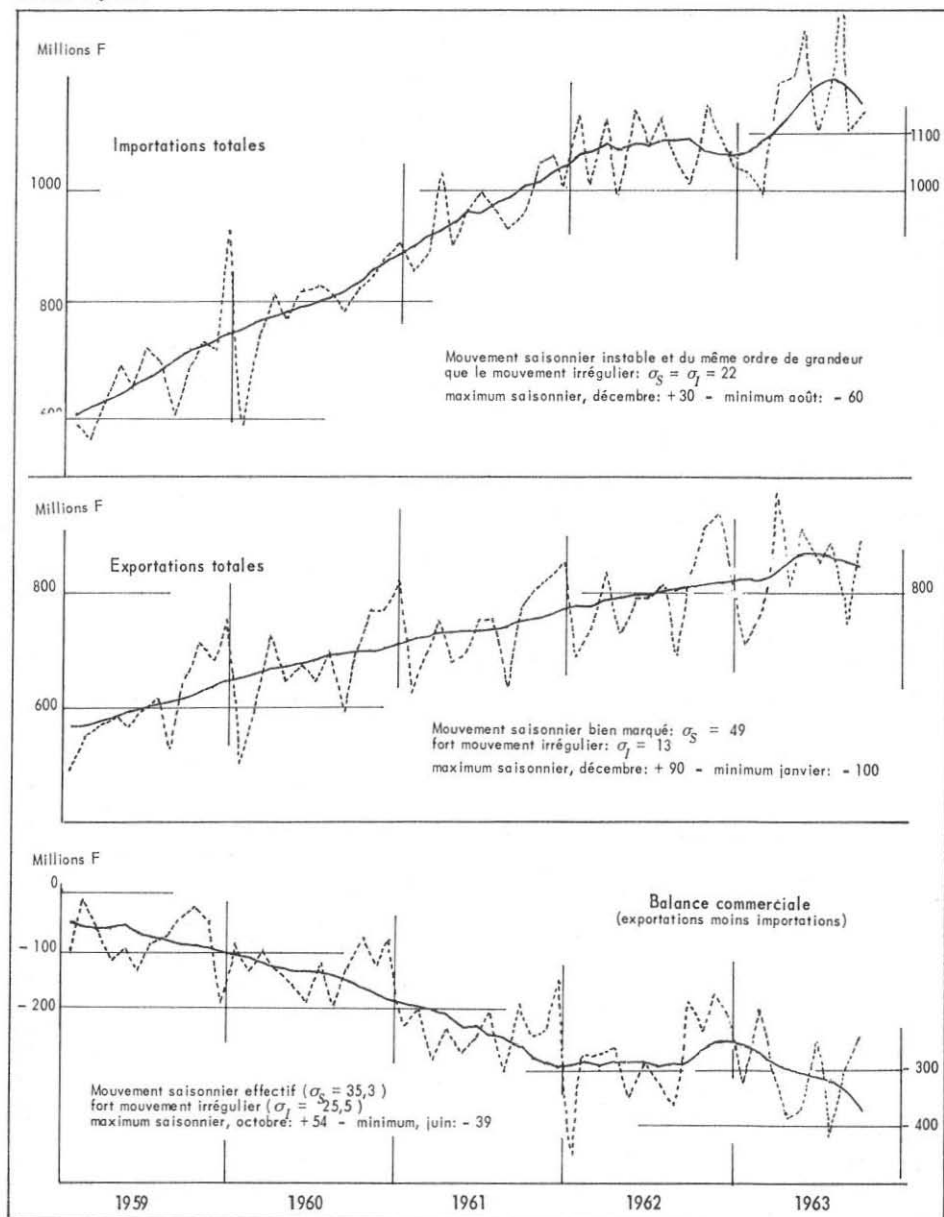 Millions F
Importations totales
1100
1000
1000
800
600
Mouvement saisonnier instable et du même ordre de grandeur
que le mouvement irrégulier: σS = σI = 22
maximum saisonnier, décembre: +30 - minimum août: - 60
Millions F
Exportations totales
800
800
600
Mouvement saisonnier bien marqué: σS = 49
fort mouvement irrégulier: σI = 13
maximum saisonnier, décembre: + 90 - minimum janvier: - 100
Millions F
0
Balance commerciale
(exportations moins importations)
- 100
- 200
- 300
Mouvement saisonnier effectif (σS = 35,3)
fort mouvement irrégulier (σI = 25,5)
maximum saisonnier, octobre: +54 - minimum, juin: - 39
- 400
1959 1960 1961 1962 1963